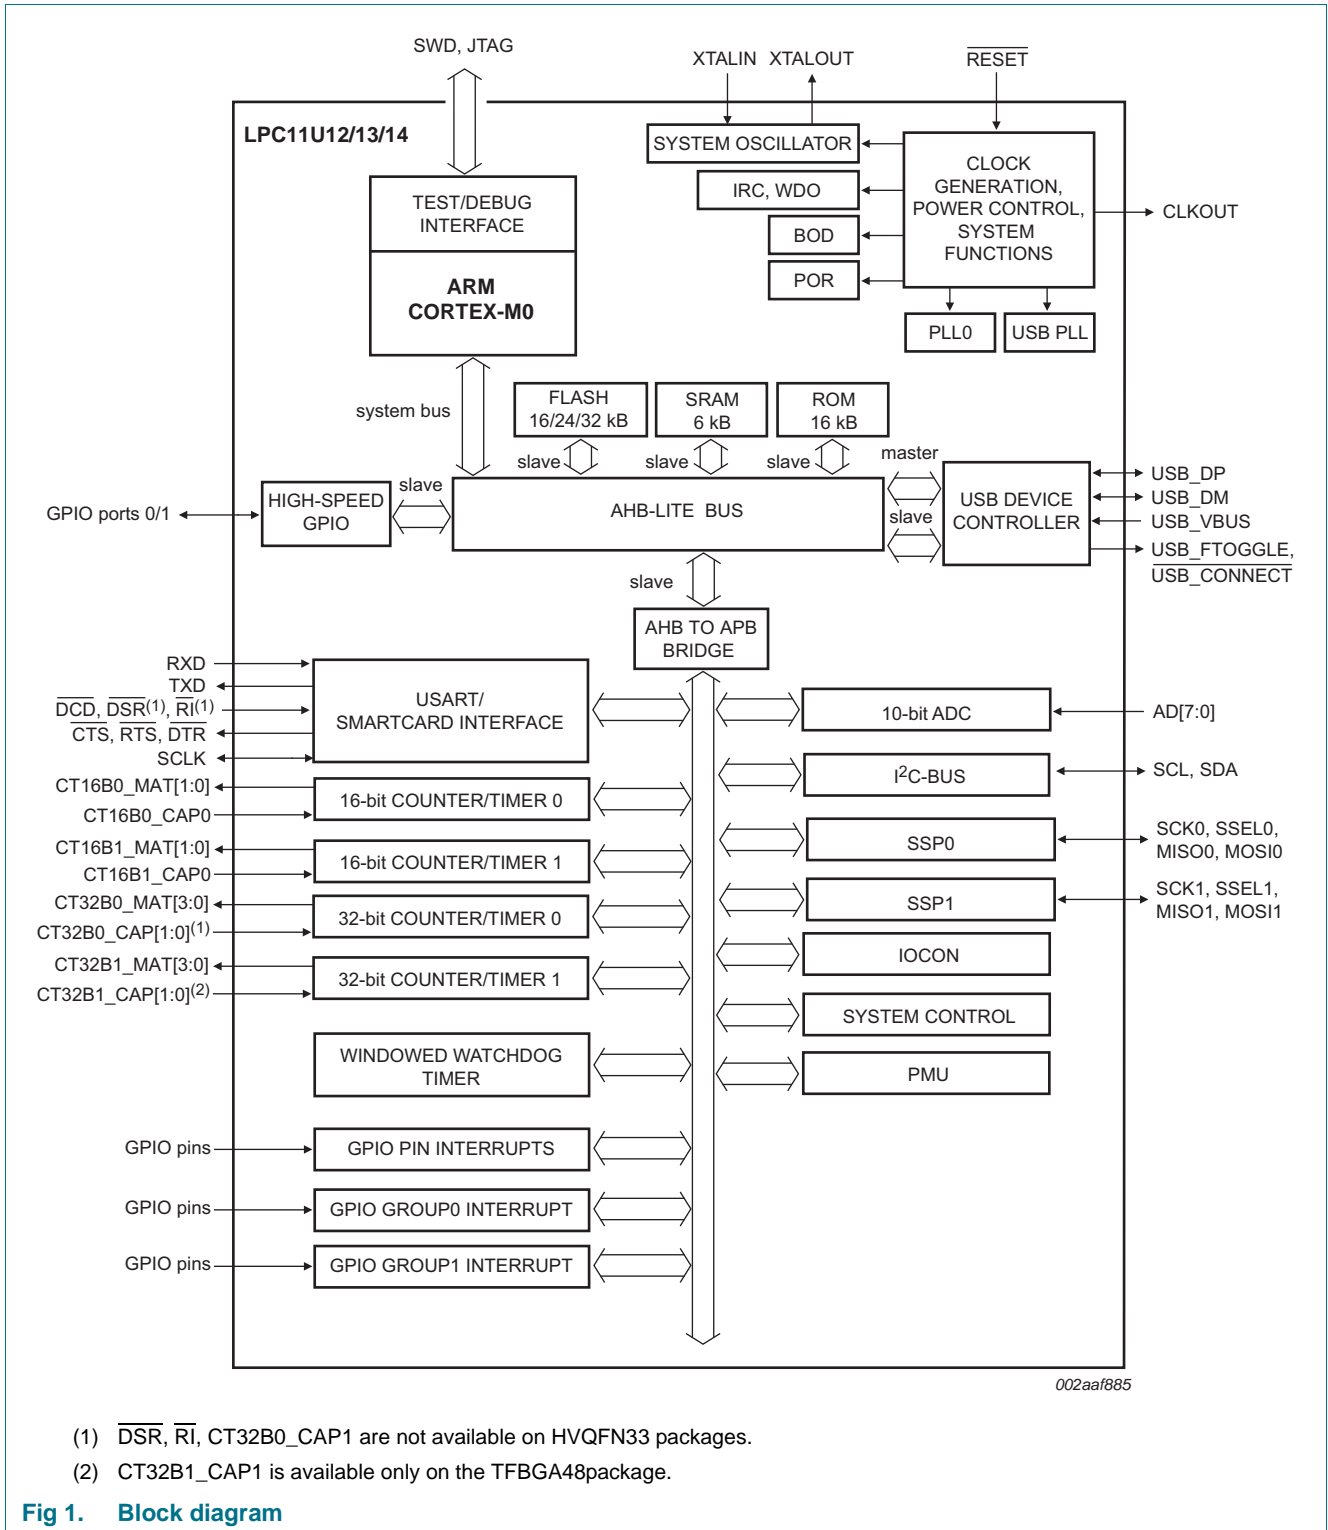 SWD, JTAG
XTALIN XTALOUT
RESET
LPC11U12/13/14
SYSTEM OSCILLATOR
CLOCK
GENERATION,
POWER CONTROL,
SYSTEM
FUNCTIONS
IRC, WDO
CLKOUT
BOD
POR
TEST/DEBUG
INTERFACE
ARM
CORTEX-M0
PLL0
USB PLL
system bus
FLASH
16/24/32 kB
SRAM
6 kB
ROM
16 kB
slave
slave
slave
master
slave
slave
GPIO ports 0/1
HIGH-SPEED
GPIO
AHB-LITE BUS
USB DEVICE
CONTROLLER
USB_DP
USB_DM
USB_VBUS
USB_FTOGGLE,
USB_CONNECT
slave
AHB TO APB
BRIDGE
RXD
TXD
DCD, DSR(1), RI(1)
CTS, RTS, DTR
SCLK
USART/
SMARTCARD INTERFACE
10-bit ADC
AD[7:0]
CT16B0_MAT[1:0]
CT16B0_CAP0
16-bit COUNTER/TIMER 0
I2C-BUS
SCL, SDA
CT16B1_MAT[1:0]
CT16B1_CAP0
16-bit COUNTER/TIMER 1
SSP0
SCK0, SSEL0,
MISO0, MOSI0
CT32B0_MAT[3:0]
CT32B0_CAP[1:0](1)
32-bit COUNTER/TIMER 0
SSP1
SCK1, SSEL1,
MISO1, MOSI1
CT32B1_MAT[3:0]
CT32B1_CAP[1:0](2)
32-bit COUNTER/TIMER 1
IOCON
SYSTEM CONTROL
WINDOWED WATCHDOG
TIMER
PMU
GPIO pins
GPIO PIN INTERRUPTS
GPIO pins
GPIO GROUP0 INTERRUPT
GPIO pins
GPIO GROUP1 INTERRUPT
002aaf885
(1) DSR, RI, CT32B0_CAP1 are not available on HVQFN33 packages.
(2) CT32B1_CAP1 is available only on the TFBGA48package.
Fig 1. Block diagram